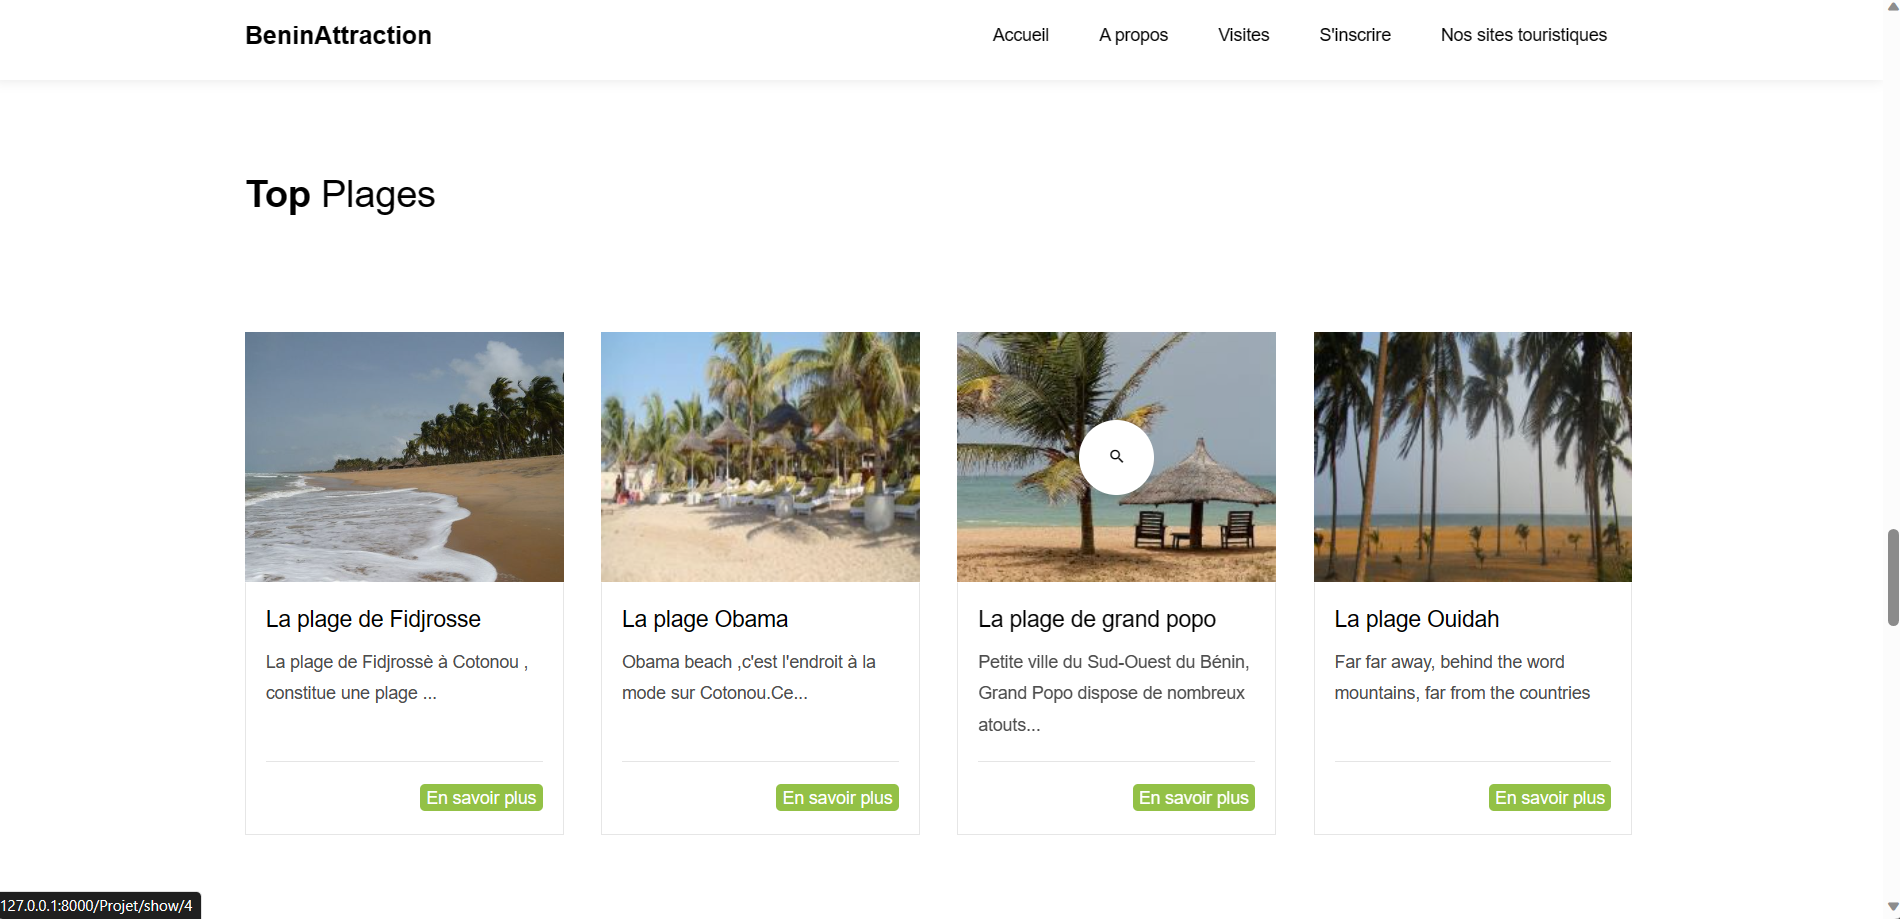 BeninAttraction
Accueil
A propos
Visites
S'inscrire
Nos sites touristiques
Top Plages
La plage de Fidjrosse
La plage de Fidjrossè à Cotonou ,
constitue une plage ...
En savoir plus
La plage Obama
Obama beach ,c'est l'endroit à la
mode sur Cotonou.Ce...
En savoir plus
La plage de grand popo
Petite ville du Sud-Ouest du Bénin,
Grand Popo dispose de nombreux
atouts...
En savoir plus
La plage Ouidah
Far far away, behind the word
mountains, far from the countries
En savoir plus
127.0.0.1:8000/Projet/show/4